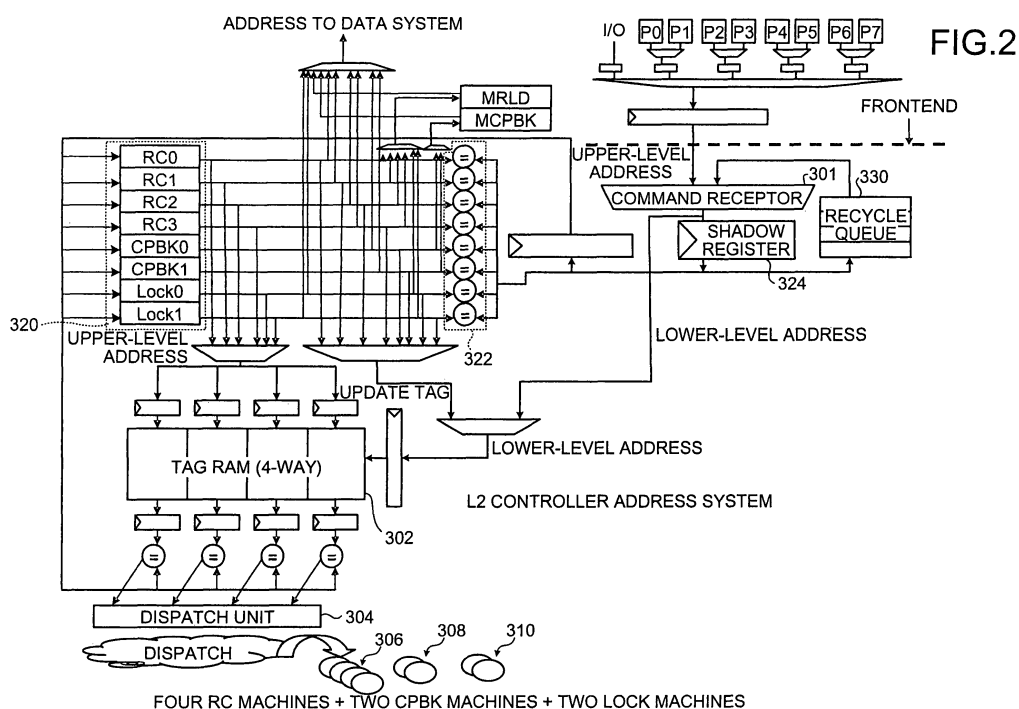 FIG.2
ADDRESS TO DATA SYSTEM
I/O
P0 P1 P2 P3 P4 P5 P6 P7
MRLD
MCPBK
FRONTEND
UPPER-LEVEL
ADDRESS
301
330
COMMAND RECEPTOR
RECYCLE
QUEUE
SHADOW
REGISTER
324
RC0
RC1
RC2
RC3
CPBK0
CPBK1
Lock0
Lock1
= = = = = = = =
320
322
UPPER-LEVEL
ADDRESS
LOWER-LEVEL ADDRESS
UPDATE TAG
LOWER-LEVEL ADDRESS
TAG RAM (4-WAY)
302
L2 CONTROLLER ADDRESS SYSTEM
= = = =
DISPATCH UNIT
304
DISPATCH
306
308
310
FOUR RC MACHINES + TWO CPBK MACHINES + TWO LOCK MACHINES